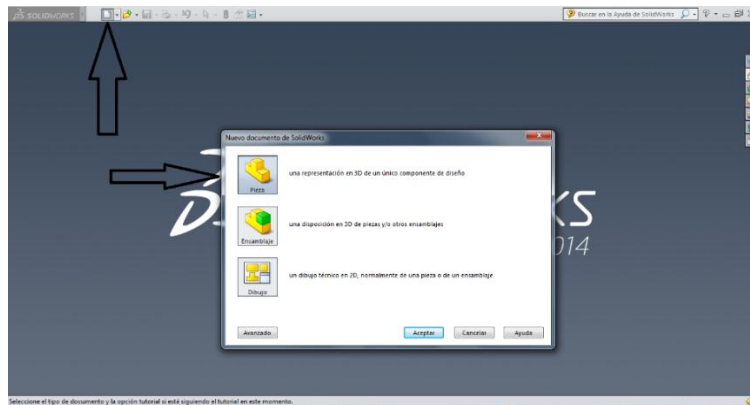 SOLIDWORKS
Buscar en la Ayuda de SolidWorks
Nuevo documento de SolidWorks
Pieza
una representación en 3D de un único componente de diseño
Ensamblaje
una disposición en 3D de piezas y/o otros ensamblajes
Dibujo
un dibujo técnico en 2D, normalmente de una pieza o de un ensamblaje
Avanzado
Aceptar
Cancelar
Ayuda
KS
Seleccione el tipo de documento y la opción tutorial si está siguiendo el tutorial en este momento.